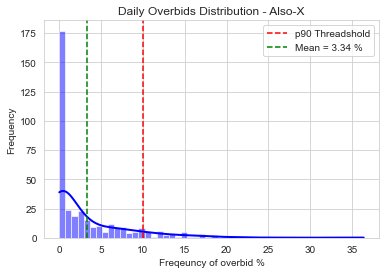 Daily Overbids Distribution - Also-X
p90 Threadshold
Mean = 3.34 %
175
150
125
100
75
50
25
0
Frequency
0 5 10 15 20 25 30 35
Freqeuncy of overbid %